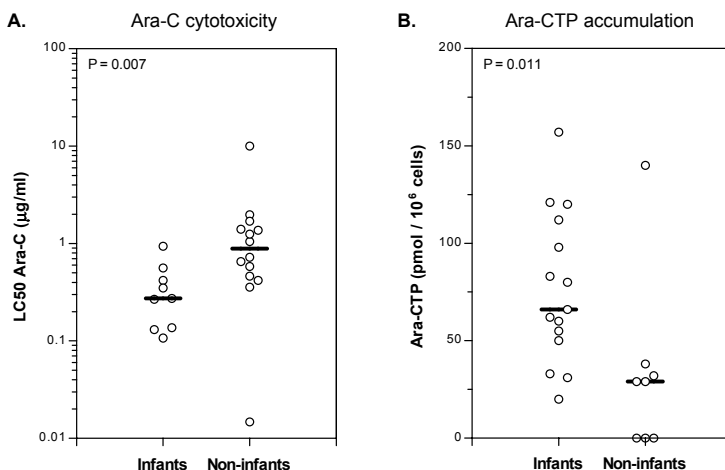 A.
Ara-C cytotoxicity
P = 0.007
100
10
1
0.1
0.01
LC50 Ara-C (µg/ml)
Infants
Non-infants
B.
Ara-CTP accumulation
P = 0.011
200
150
100
50
0
Ara-CTP (pmol / 10⁶ cells)
Infants
Non-infants